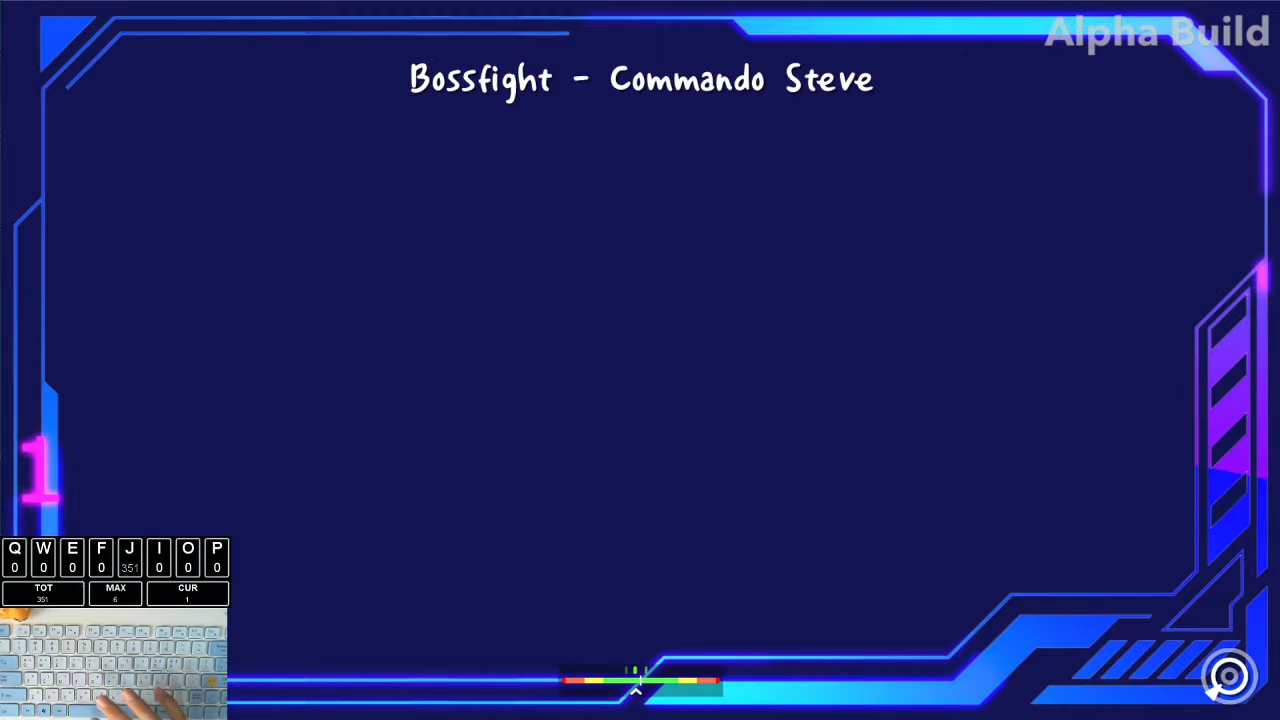 Alpha Build
Bossfight - Commando Steve
1
Q W E F J I O P
0 0 0 0 351 0 0 0
TOT MAX CUR
351 6 1